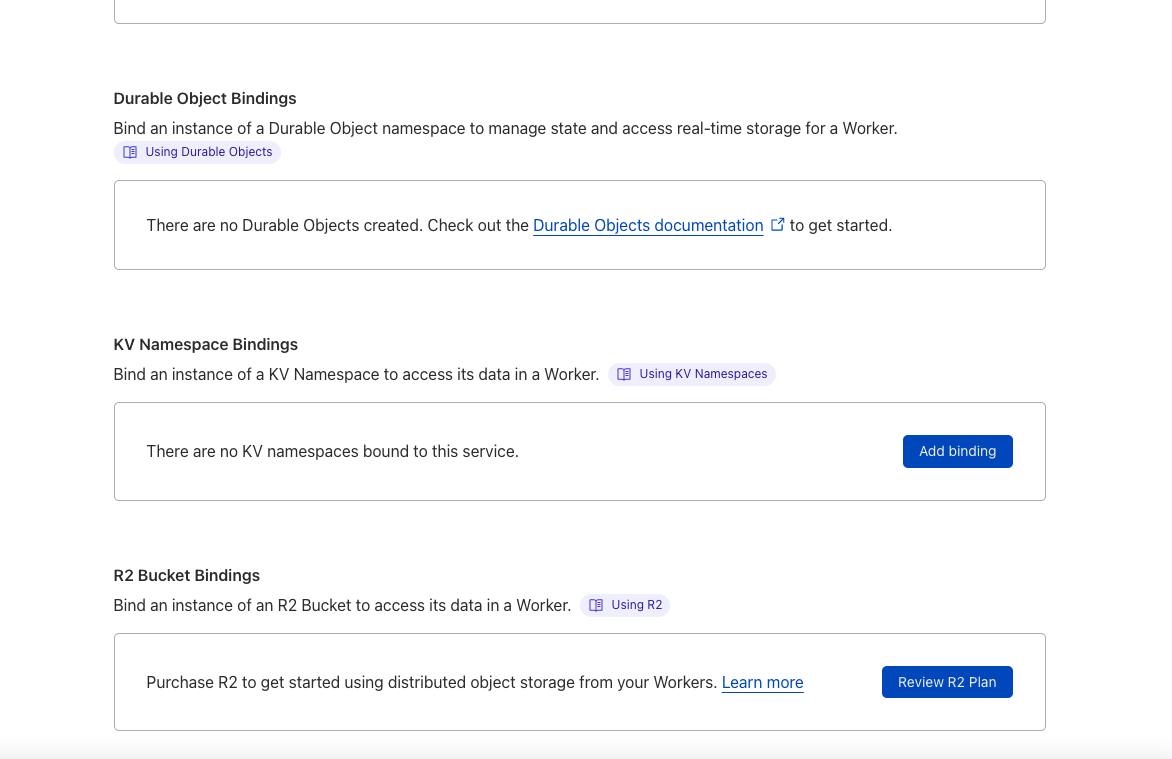 Durable Object Bindings
Bind an instance of a Durable Object namespace to manage state and access real-time storage for a Worker.
Using Durable Objects
There are no Durable Objects created. Check out the Durable Objects documentation to get started.
KV Namespace Bindings
Bind an instance of a KV Namespace to access its data in a Worker. Using KV Namespaces
There are no KV namespaces bound to this service. Add binding
R2 Bucket Bindings
Bind an instance of an R2 Bucket to access its data in a Worker. Using R2
Purchase R2 to get started using distributed object storage from your Workers. Learn more Review R2 Plan